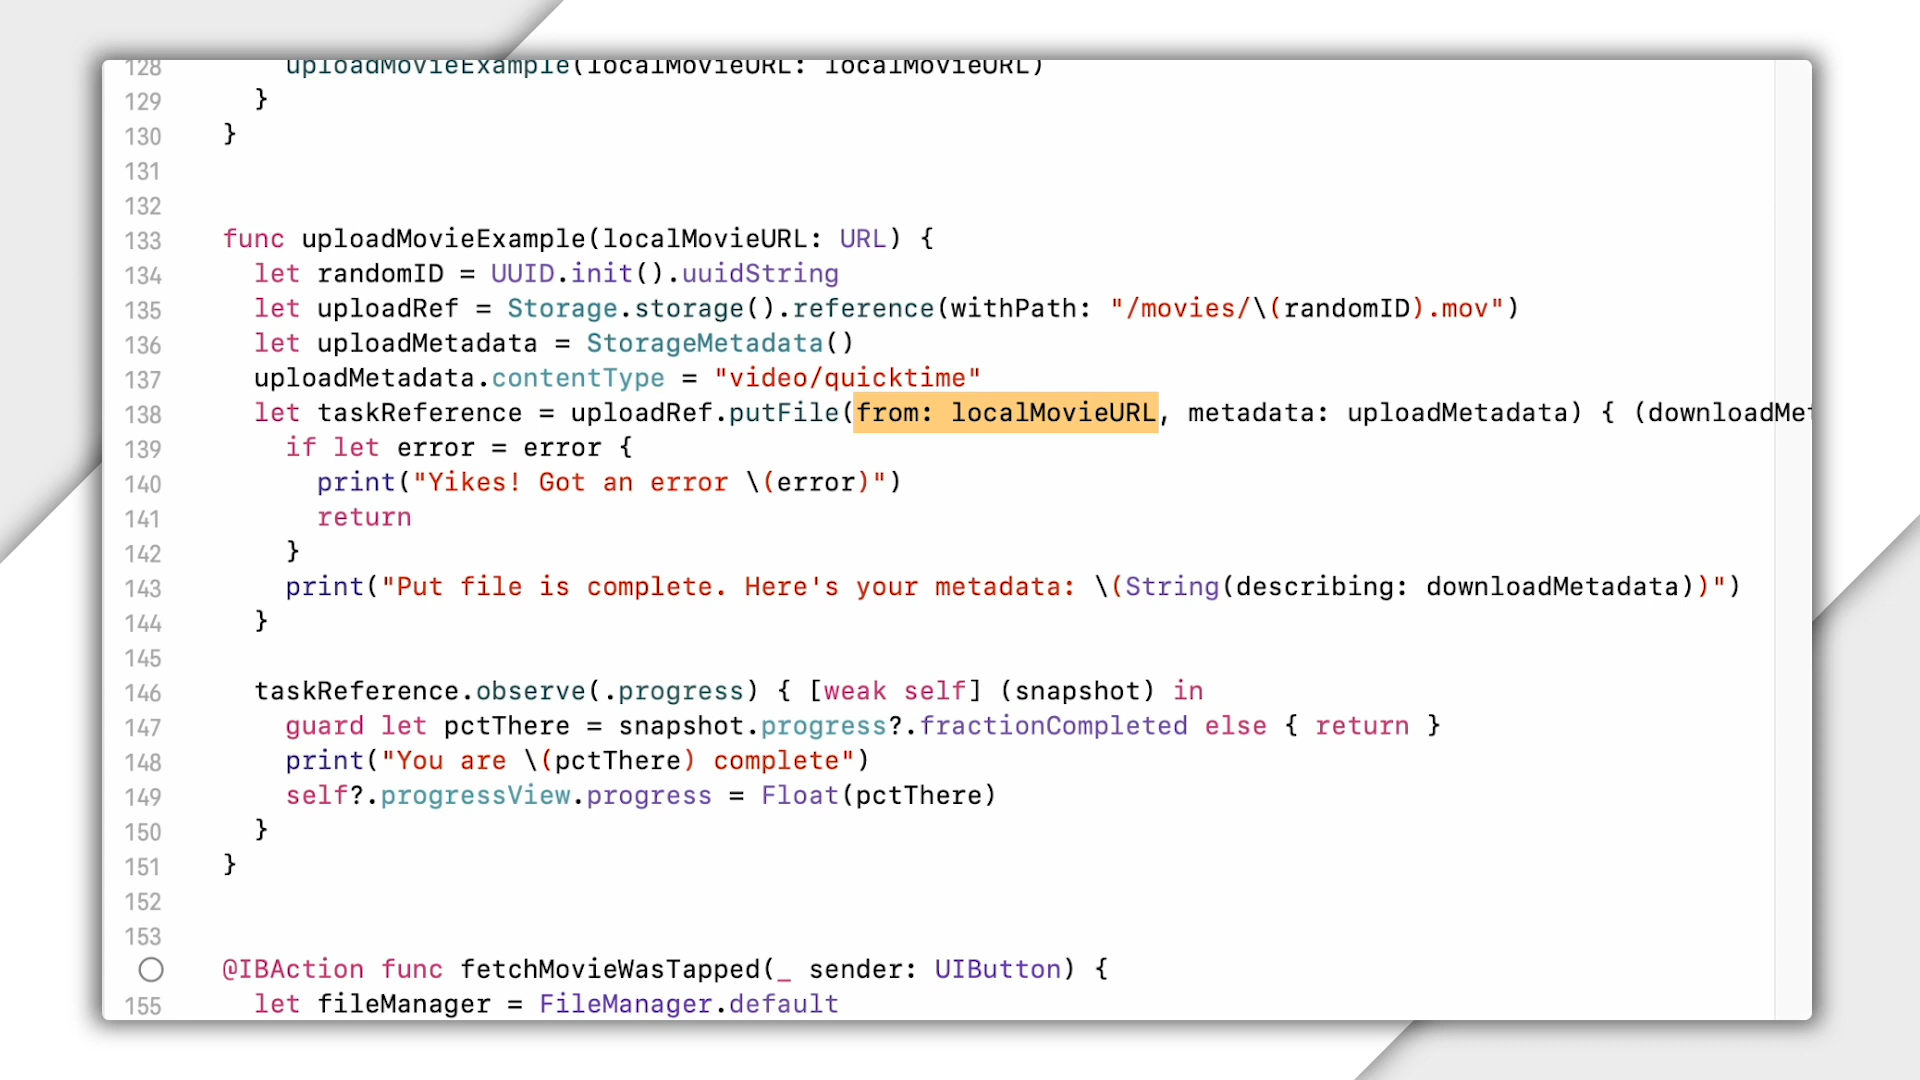 128 uploadMovieExample(localMovieURL: localMovieURL)
129 }
130 }
131
132
133 func uploadMovieExample(localMovieURL: URL) {
134 let randomID = UUID.init().uuidString
135 let uploadRef = Storage.storage().reference(withPath: "/movies/\(randomID).mov")
136 let uploadMetadata = StorageMetadata()
137 uploadMetadata.contentType = "video/quicktime"
138 let taskReference = uploadRef.putFile(from: localMovieURL, metadata: uploadMetadata) { (downloadMet
139 if let error = error {
140 print("Yikes! Got an error \(error)")
141 return
142 }
143 print("Put file is complete. Here's your metadata: \(String(describing: downloadMetadata))")
144 }
145
146 taskReference.observe(.progress) { [weak self] (snapshot) in
147 guard let pctThere = snapshot.progress?.fractionCompleted else { return }
148 print("You are \(pctThere) complete")
149 self?.progressView.progress = Float(pctThere)
150 }
151 }
152
153
@IBAction func fetchMovieWasTapped(_ sender: UIButton) {
155 let fileManager = FileManager.default